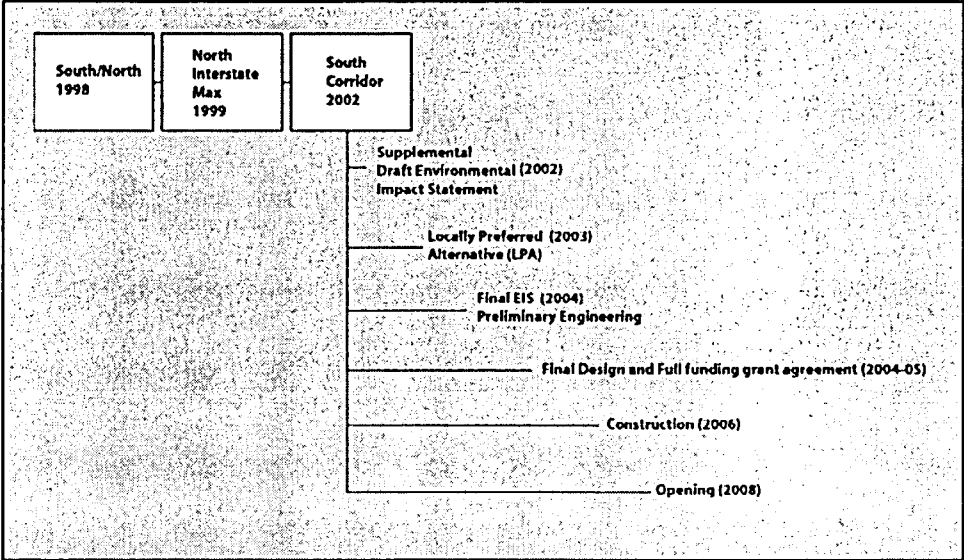 South/North
1998
North
Interstate
Max
1999
South
Corridor
2002
Supplemental
Draft Environmental (2002)
Impact Statement
Locally Preferred (2003)
Alternative (LPA)
Final EIS (2004)
Preliminary Engineering
Final Design and Full funding grant agreement (2004-05)
Construction (2006)
Opening (2008)